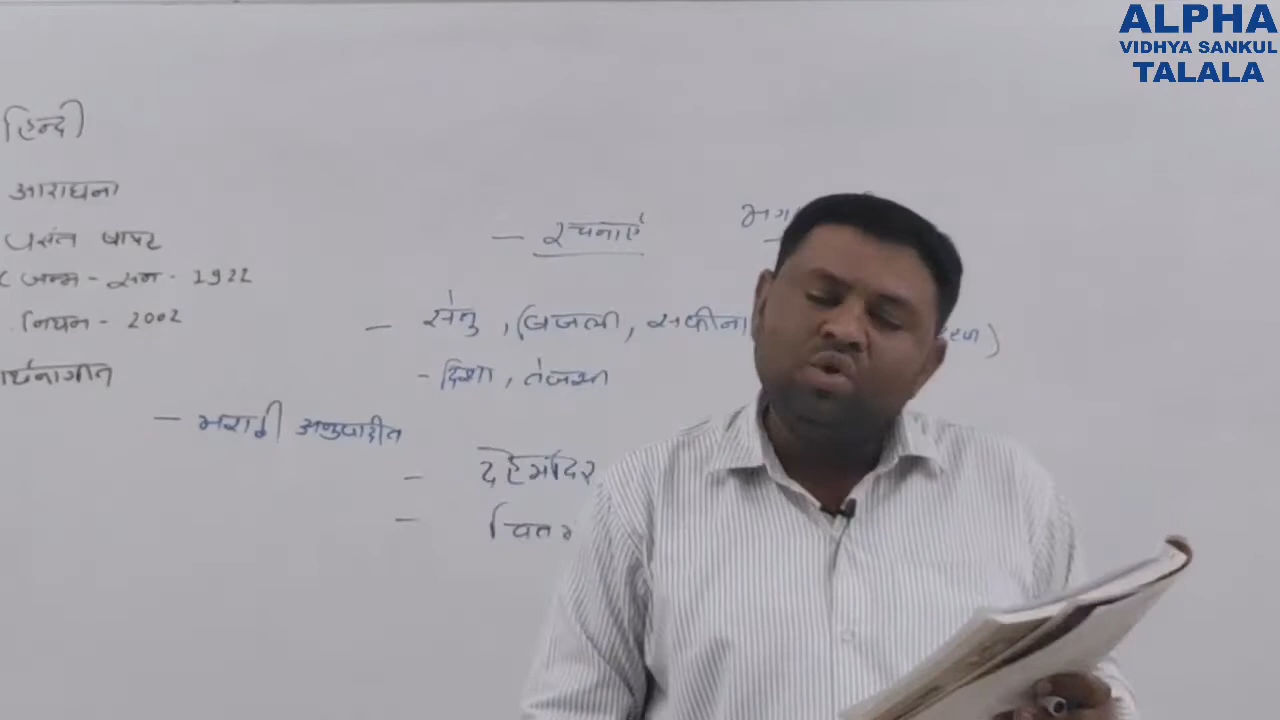 ALPHA
VIDHYA SANKUL
TALALA
हिन्दी
आराधना
वसंत बापट
जन्म - सन - 1922
निधन - 2002
र्थनागीत
- रचनाएं
- सेतु, बिजली, सकीना
- दिशा, तेजसी
- मराठी अनुवादीत
- देहमंदिर
- चित